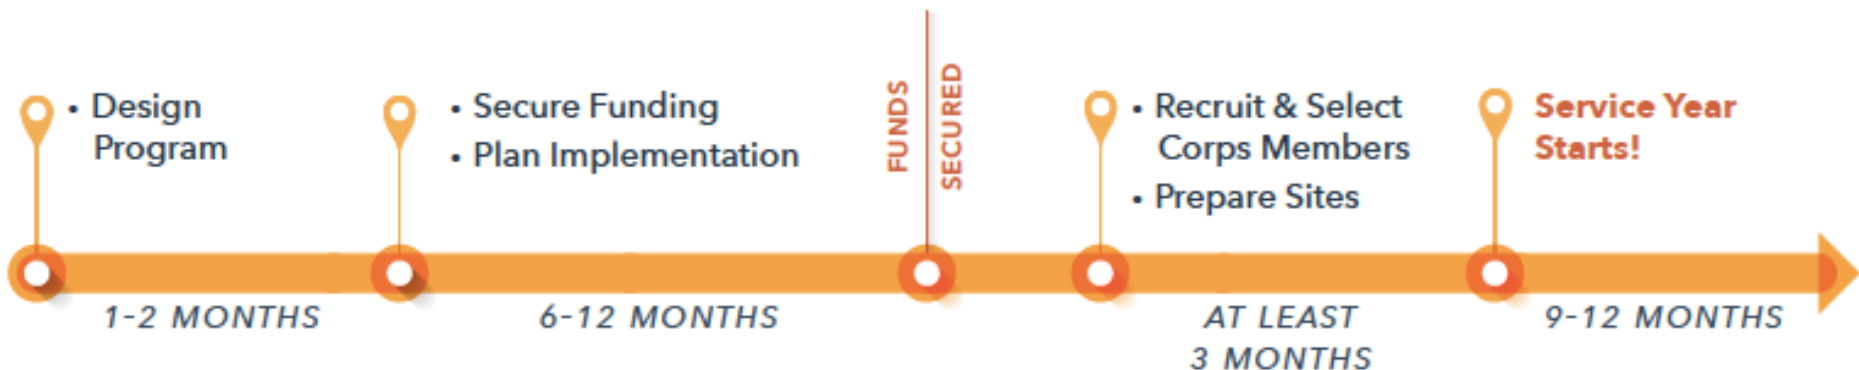 • Design
Program
• Secure Funding
• Plan Implementation
FUNDS
SECURED
• Recruit & Select
Corps Members
• Prepare Sites
Service Year
Starts!
1-2 MONTHS
6-12 MONTHS
AT LEAST
3 MONTHS
9-12 MONTHS